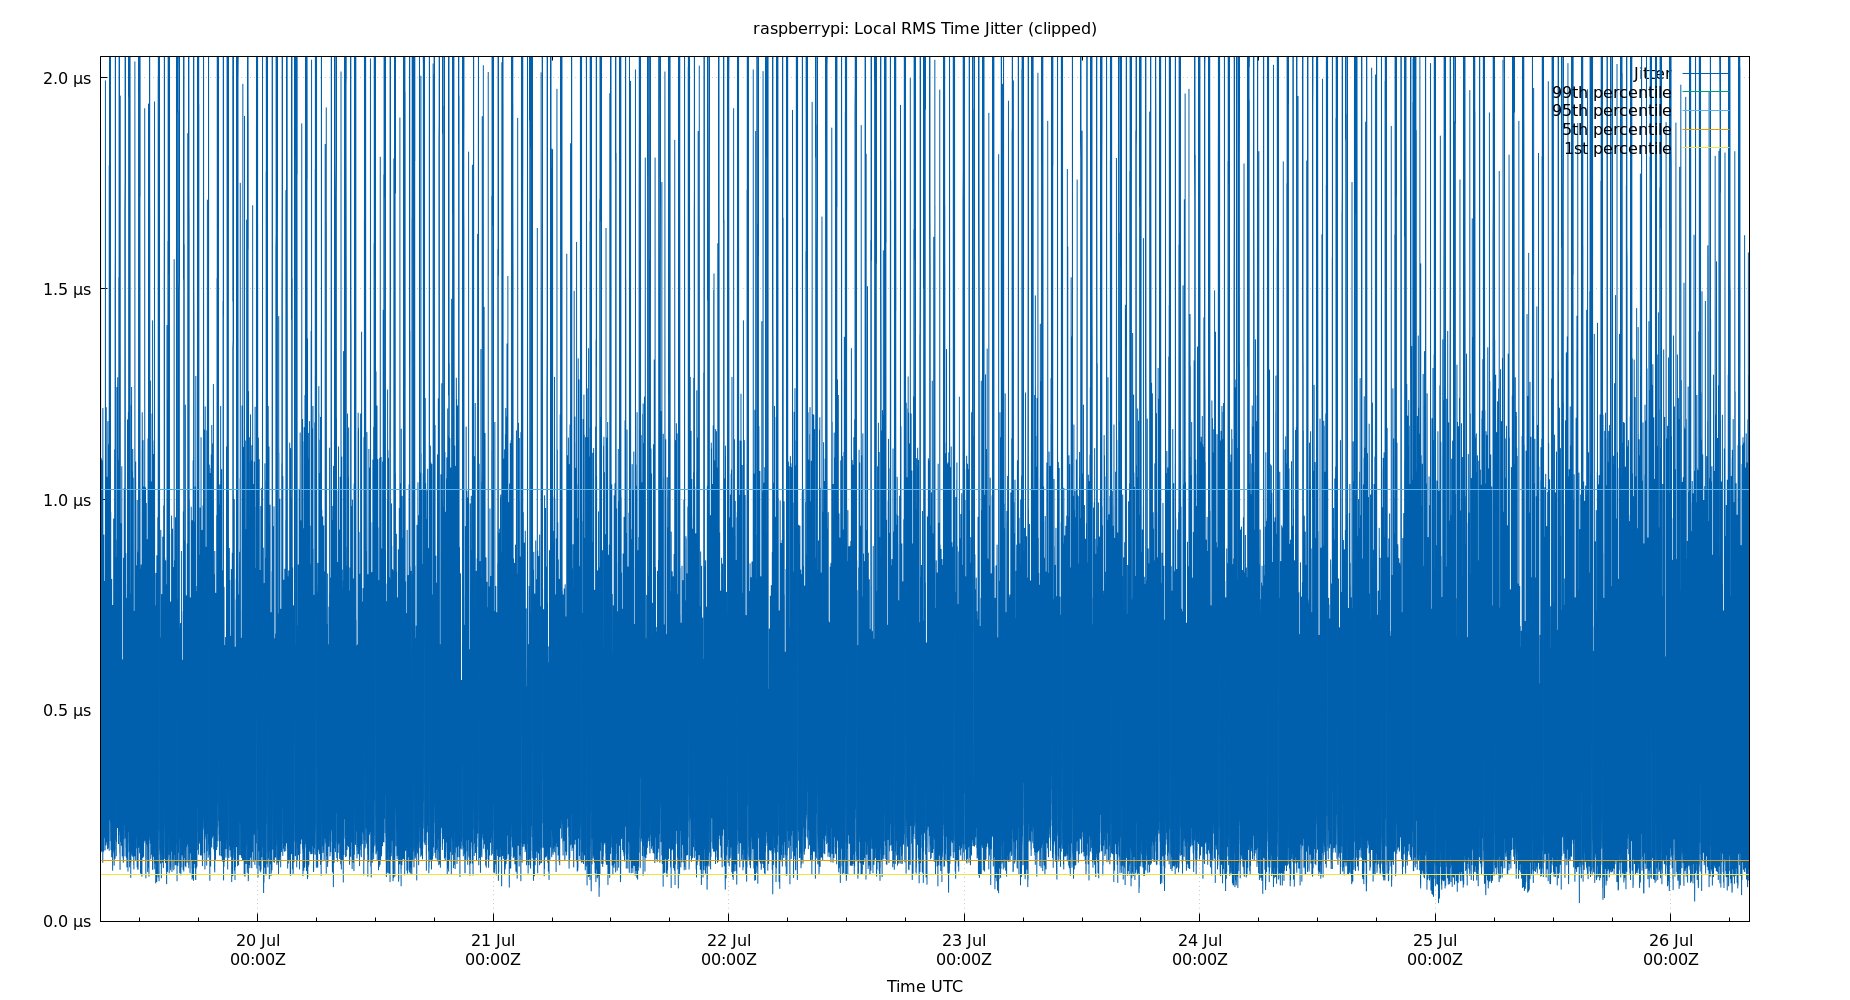 raspberrypi: Local RMS Time Jitter (clipped)
2.0 µs
1.5 µs
1.0 µs
0.5 µs
0.0 µs
Jitter
99th percentile
95th percentile
5th percentile
1st percentile
20 Jul
00:00Z
21 Jul
00:00Z
22 Jul
00:00Z
23 Jul
00:00Z
24 Jul
00:00Z
25 Jul
00:00Z
26 Jul
00:00Z
Time UTC